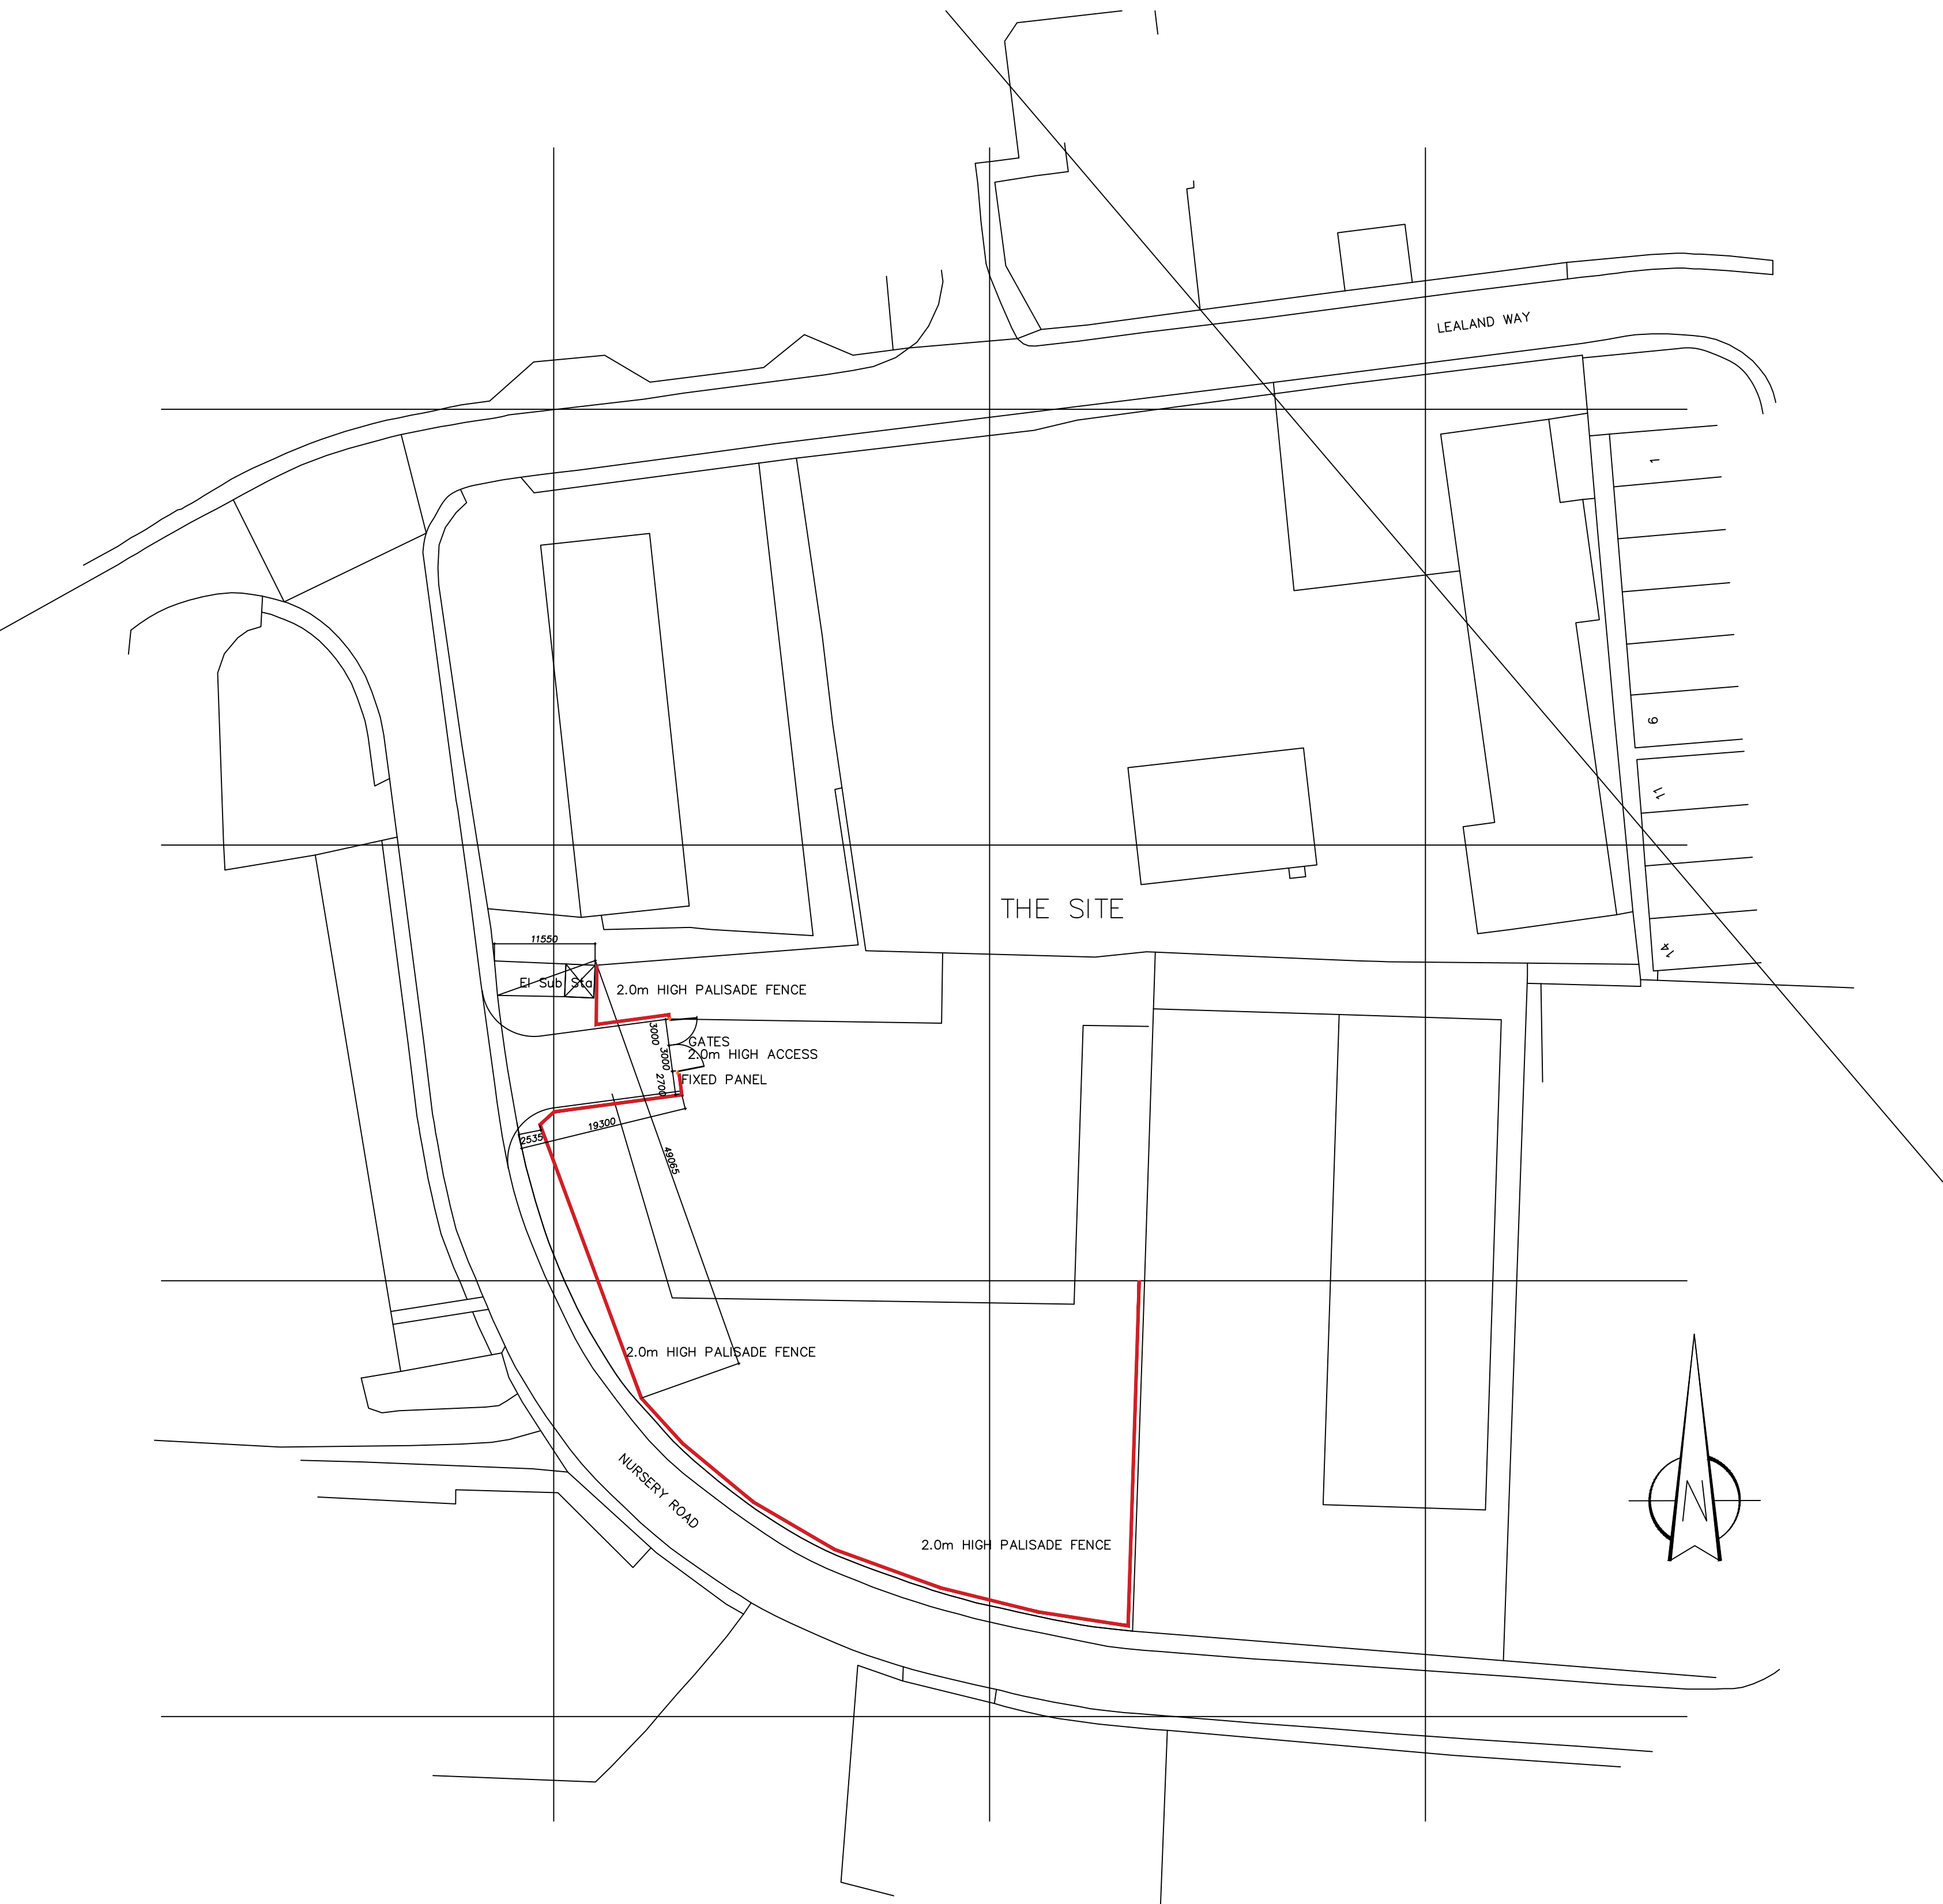 LEALAND WAY
1
9
11
14
THE SITE
11550
El Sub Sta
2.0m HIGH PALISADE FENCE
3000
GATES
3000
2.0m HIGH ACCESS
2700
FIXED PANEL
19300
2535
49065
2.0m HIGH PALISADE FENCE
NURSERY ROAD
2.0m HIGH PALISADE FENCE
N